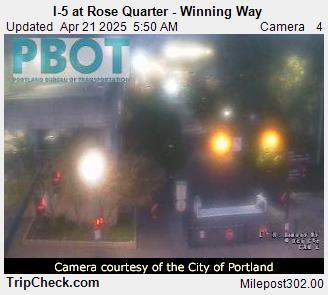 I-5 at Rose Quarter - Winning Way
Updated Apr 21 2025 5:50 AM Camera 4
PBOT
PORTLAND BUREAU OF TRANSPORTATION
Camera courtesy of the City of Portland
TripCheck.com Milepost302.00